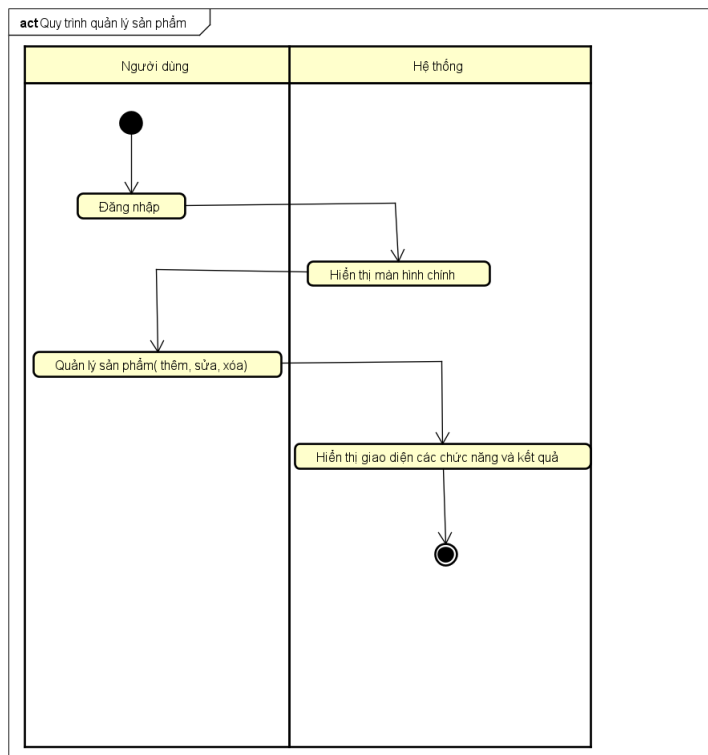 act Quy trình quản lý sản phẩm
Người dùng
Hệ thống
Đăng nhập
Hiển thị màn hình chính
Quản lý sản phẩm( thêm, sửa, xóa)
Hiển thị giao diện các chức năng và kết quả